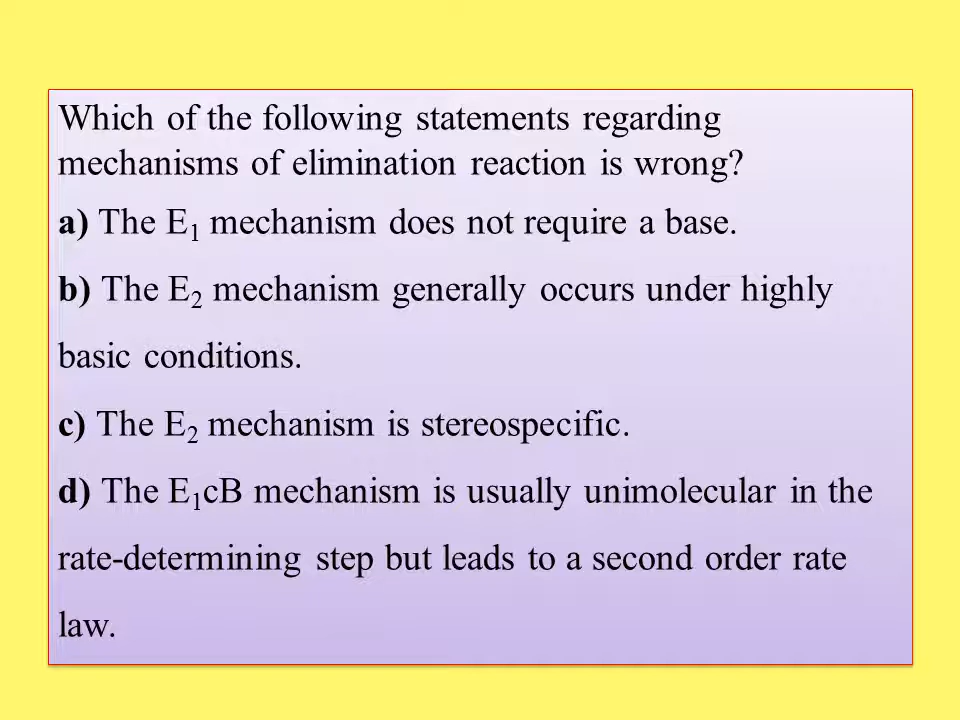 Which of the following statements regarding
mechanisms of elimination reaction is wrong?
a) The E₁ mechanism does not require a base.
b) The E₂ mechanism generally occurs under highly
basic conditions.
c) The E₂ mechanism is stereospecific.
d) The E₁cB mechanism is usually unimolecular in the
rate-determining step but leads to a second order rate
law.